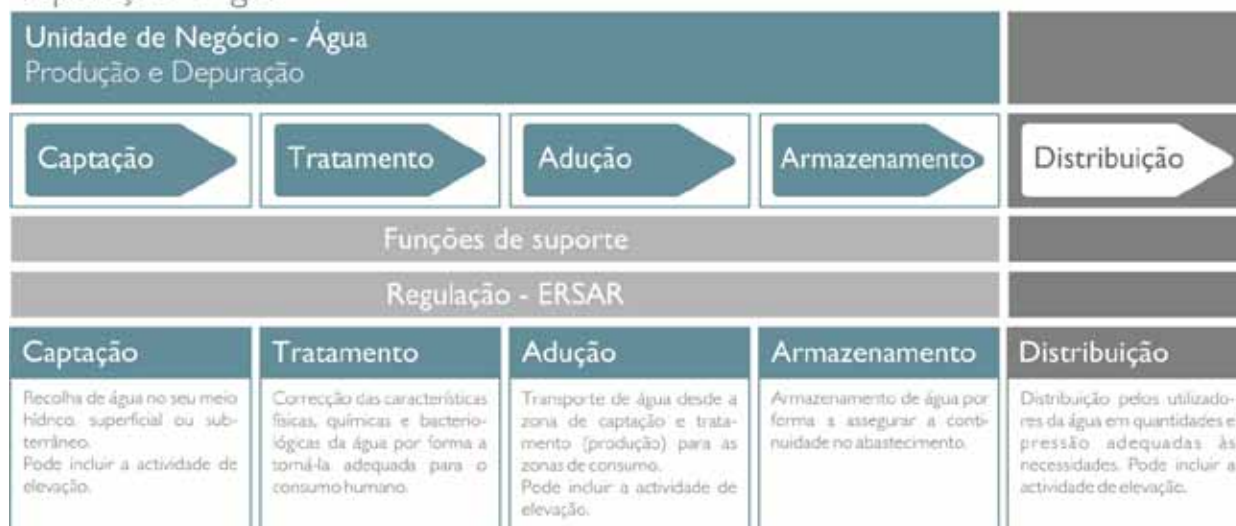 Unidade de Negócio - Água
Produção e Depuração
Captação
Tratamento
Adução
Armazenamento
Distribuição
Funções de suporte
Regulação - ERSAR
Captação
Recolha de água no seu meio
hídrico, superficial ou sub-
terrâneo.
Pode incluir a actividade de
elevação.
Tratamento
Correcção das características
físicas, químicas e bacterio-
lógicas da água por forma a
torná-la adequada para o
consumo humano.
Adução
Transporte de água desde a
zona de captação e trata-
mento (produção) para as
zonas de consumo.
Pode incluir a actividade de
elevação.
Armazenamento
Armazenamento de água por
forma a assegurar a conti-
nuidade no abastecimento.
Distribuição
Distribuição pelos utilizado-
res da água em quantidades e
pressão adequadas às
necessidades. Pode incluir a
actividade de elevação.